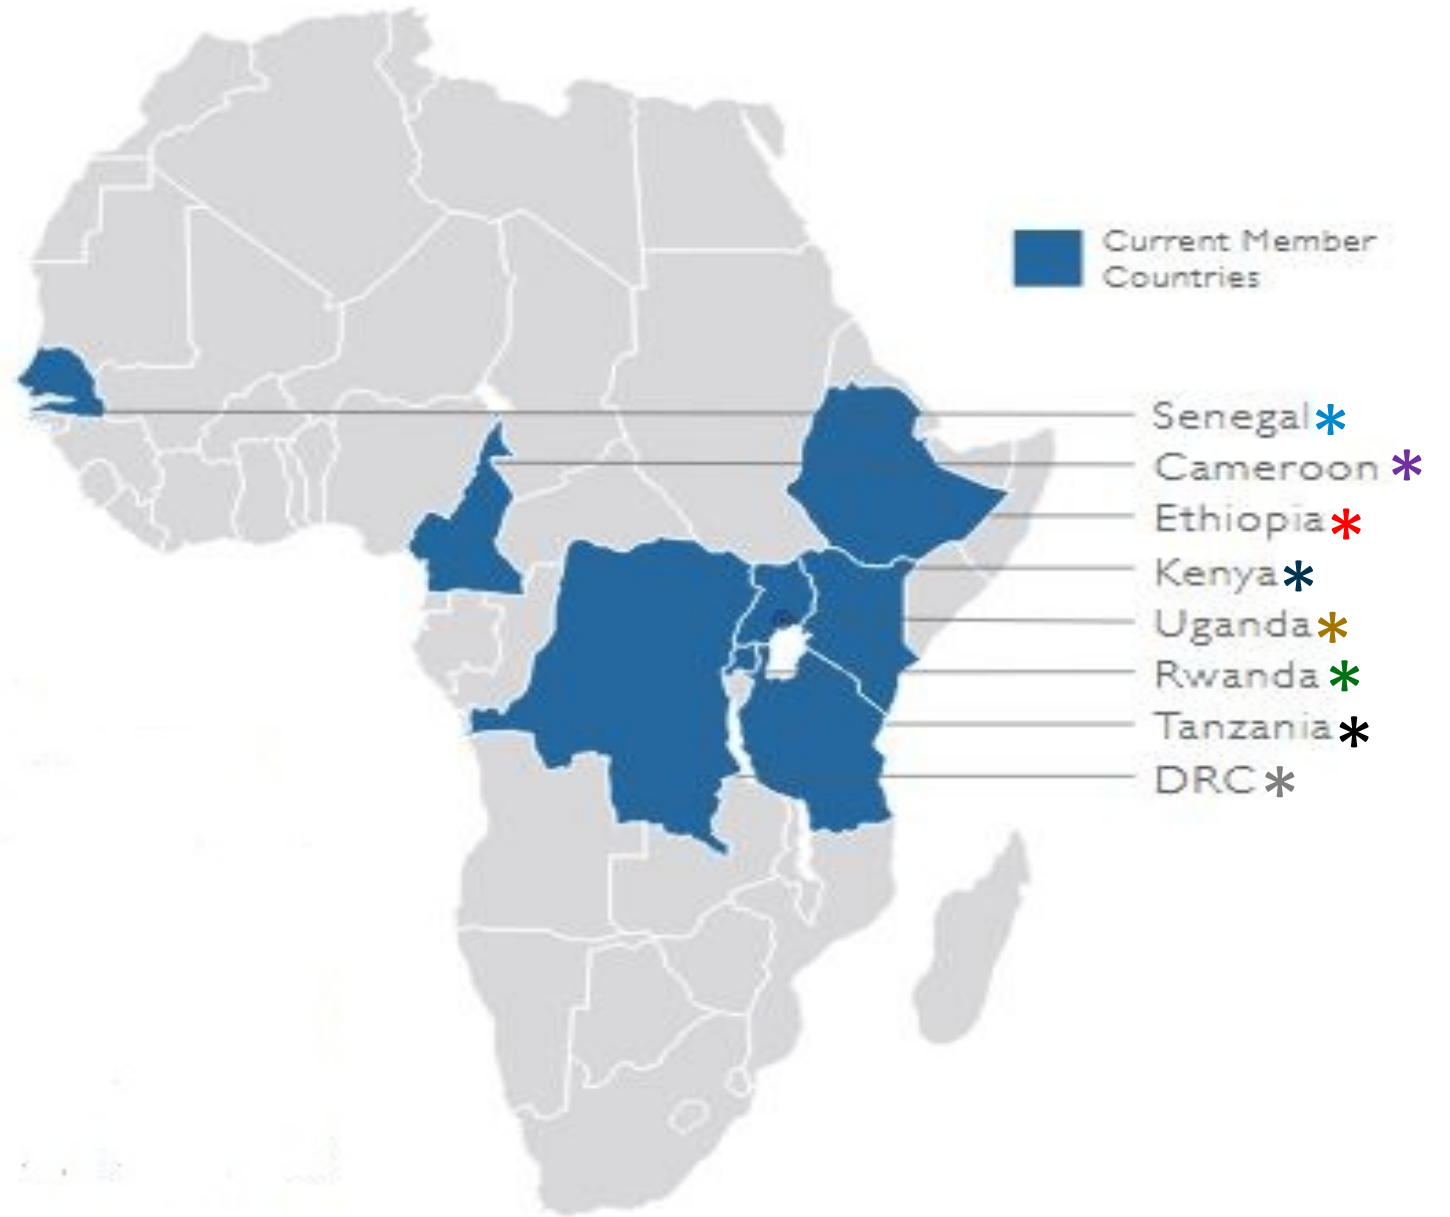 Current Member
Countries
Senegal*
Cameroon *
Ethiopia*
Kenya*
Uganda*
Rwanda*
Tanzania*
DRC*